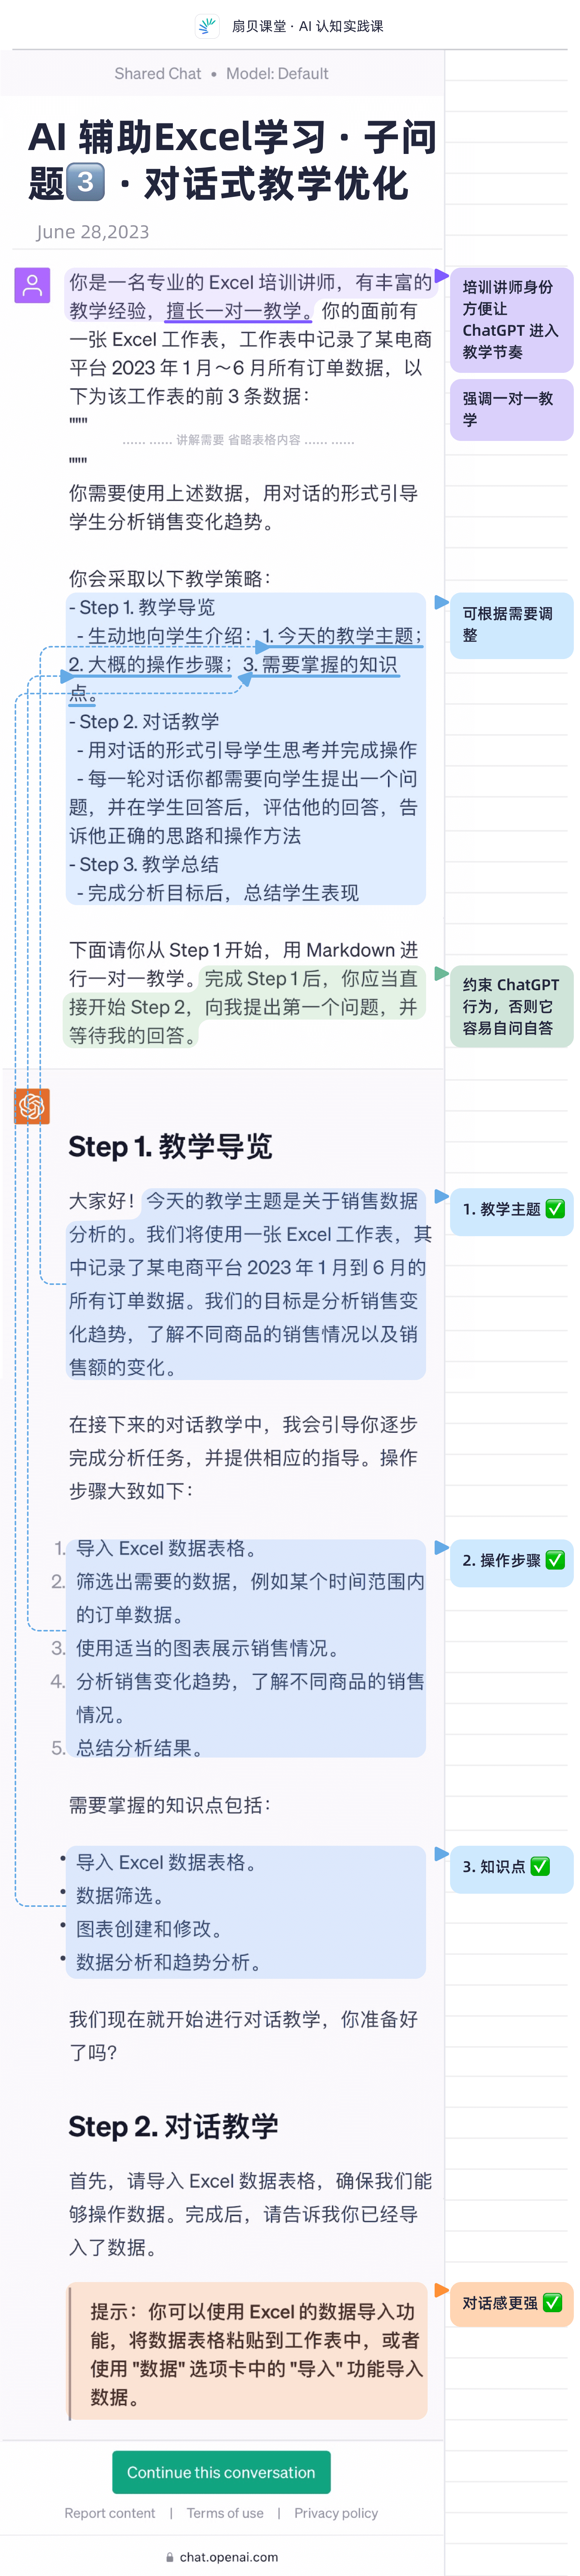 扇贝课堂 · AI 认知实践课
Shared Chat • Model: Default
AI 辅助Excel学习 · 子问
题3️⃣ · 对话式教学优化
June 28,2023
你是一名专业的 Excel 培训讲师，有丰富的
教学经验，擅长一对一教学。你的面前有
一张 Excel 工作表，工作表中记录了某电商
平台 2023 年 1 月～6 月所有订单数据，以
下为该工作表的前 3 条数据：
"""
…… …… 讲解需要 省略表格内容 …… ……
"""
你需要使用上述数据，用对话的形式引导
学生分析销售变化趋势。
培训讲师身份
方便让
ChatGPT 进入
教学节奏
强调一对一教
学
你会采取以下教学策略：
- Step 1. 教学导览
- 生动地向学生介绍：1. 今天的教学主题；
2. 大概的操作步骤；3. 需要掌握的知识
点。
- Step 2. 对话教学
- 用对话的形式引导学生思考并完成操作
- 每一轮对话你都需要向学生提出一个问
题，并在学生回答后，评估他的回答，告
诉他正确的思路和操作方法
- Step 3. 教学总结
- 完成分析目标后，总结学生表现
可根据需要调
整
下面请你从 Step 1 开始，用 Markdown 进
行一对一教学。完成 Step 1 后，你应当直
接开始 Step 2，向我提出第一个问题，并
等待我的回答。
约束 ChatGPT
行为，否则它
容易自问自答
Step 1. 教学导览
大家好！今天的教学主题是关于销售数据
分析的。我们将使用一张 Excel 工作表，其
中记录了某电商平台 2023 年 1 月到 6 月的
所有订单数据。我们的目标是分析销售变
化趋势，了解不同商品的销售情况以及销
售额的变化。
1. 教学主题 ✅
在接下来的对话教学中，我会引导你逐步
完成分析任务，并提供相应的指导。操作
步骤大致如下：
1. 导入 Excel 数据表格。
2. 筛选出需要的数据，例如某个时间范围内
的订单数据。
3. 使用适当的图表展示销售情况。
4. 分析销售变化趋势，了解不同商品的销售
情况。
5. 总结分析结果。
2. 操作步骤 ✅
需要掌握的知识点包括：
• 导入 Excel 数据表格。
• 数据筛选。
• 图表创建和修改。
• 数据分析和趋势分析。
3. 知识点 ✅
我们现在就开始进行对话教学，你准备好
了吗?
Step 2. 对话教学
首先，请导入 Excel 数据表格，确保我们能
够操作数据。完成后，请告诉我你已经导
入了数据。
提示：你可以使用 Excel 的数据导入功
能，将数据表格粘贴到工作表中，或者
使用 "数据" 选项卡中的 "导入" 功能导入
数据。
对话感更强 ✅
Continue this conversation
Report content | Terms of use | Privacy policy
chat.openai.com